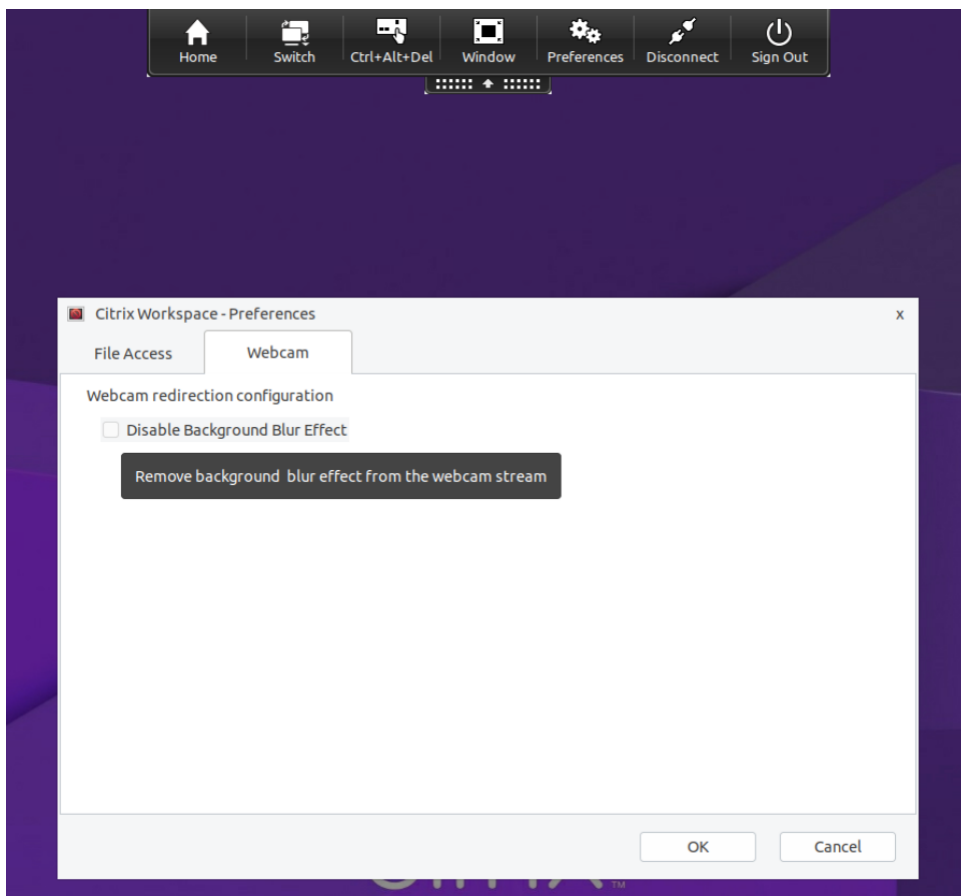 Home Switch Ctrl+Alt+Del Window Preferences Disconnect Sign Out
Citrix Workspace - Preferences x
File Access Webcam
Webcam redirection configuration
Disable Background Blur Effect
Remove background blur effect from the webcam stream
OK Cancel
TM